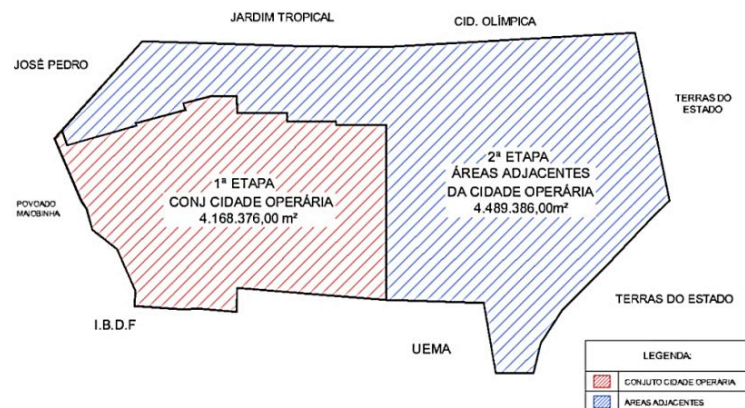 JARDIM TROPICAL
CID. OLÍMPICA
JOSÉ PEDRO
TERRAS DO
ESTADO
1ª ETAPA
CONJ CIDADE OPERÁRIA
4.168.376,00 m²
2ª ETAPA
ÁREAS ADJACENTES
DA CIDADE OPERÁRIA
4.489.386,00m²
POVOADO
MAIOBINHA
TERRAS DO ESTADO
I.B.D.F
UEMA
LEGENDA:
CONJUTO CIDADE OPERÁRIA
ÁREAS ADJACENTES